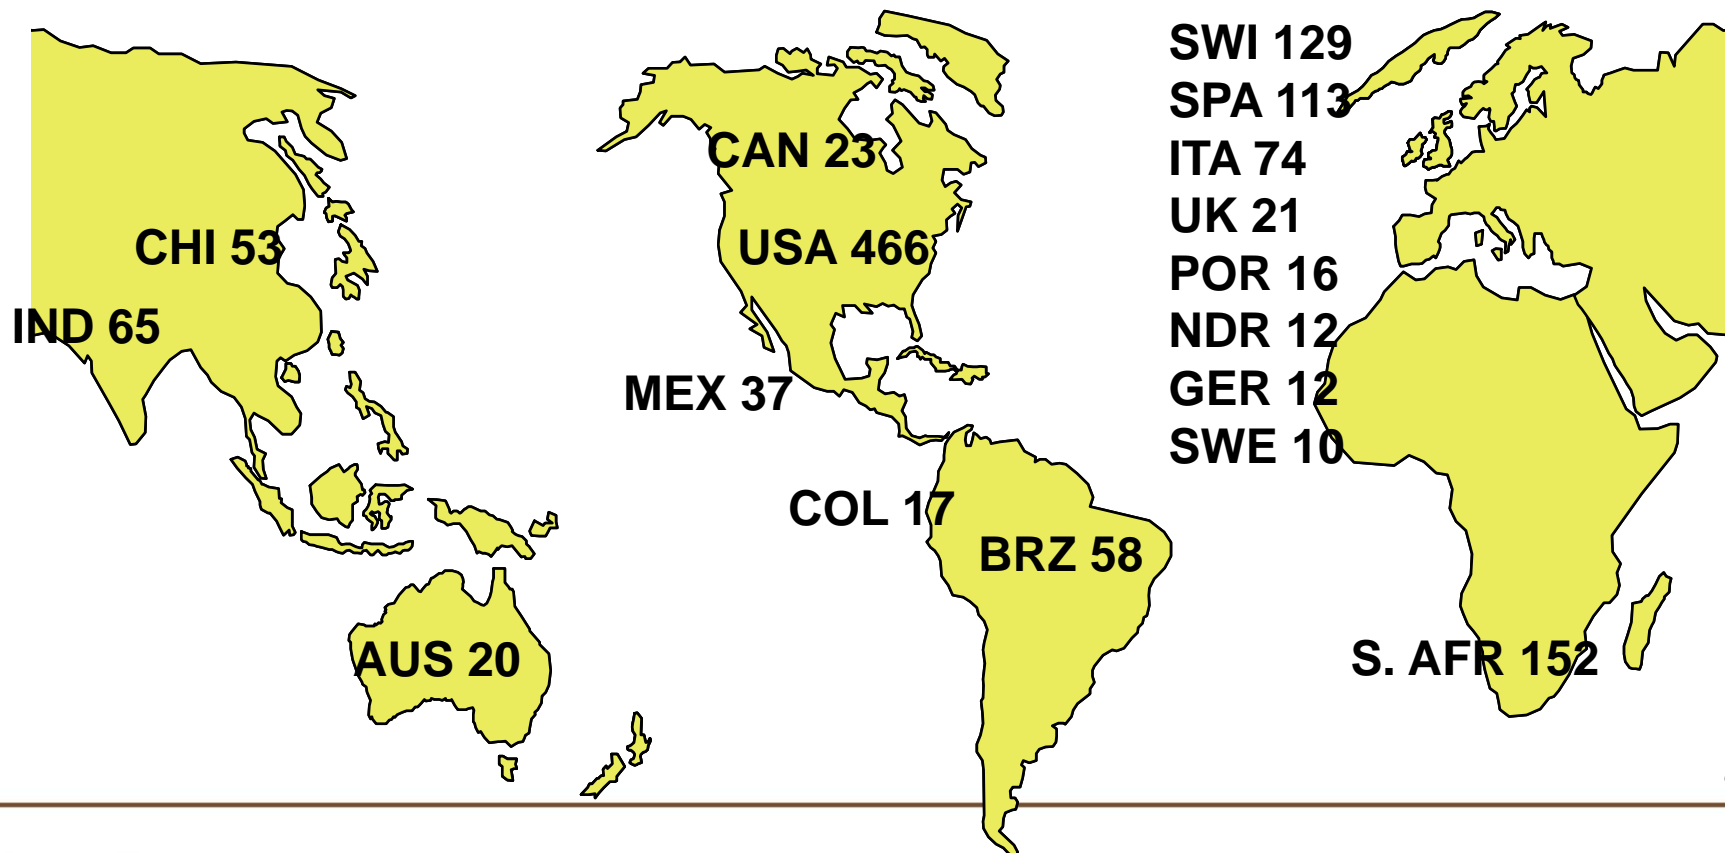 SWI 129
SPA 113
ITA 74
UK 21
POR 16
NDR 12
GER 12
SWE 10
CAN 23
CHI 53
USA 466
IND 65
MEX 37
COL 17
BRZ 58
AUS 20
S. AFR 152